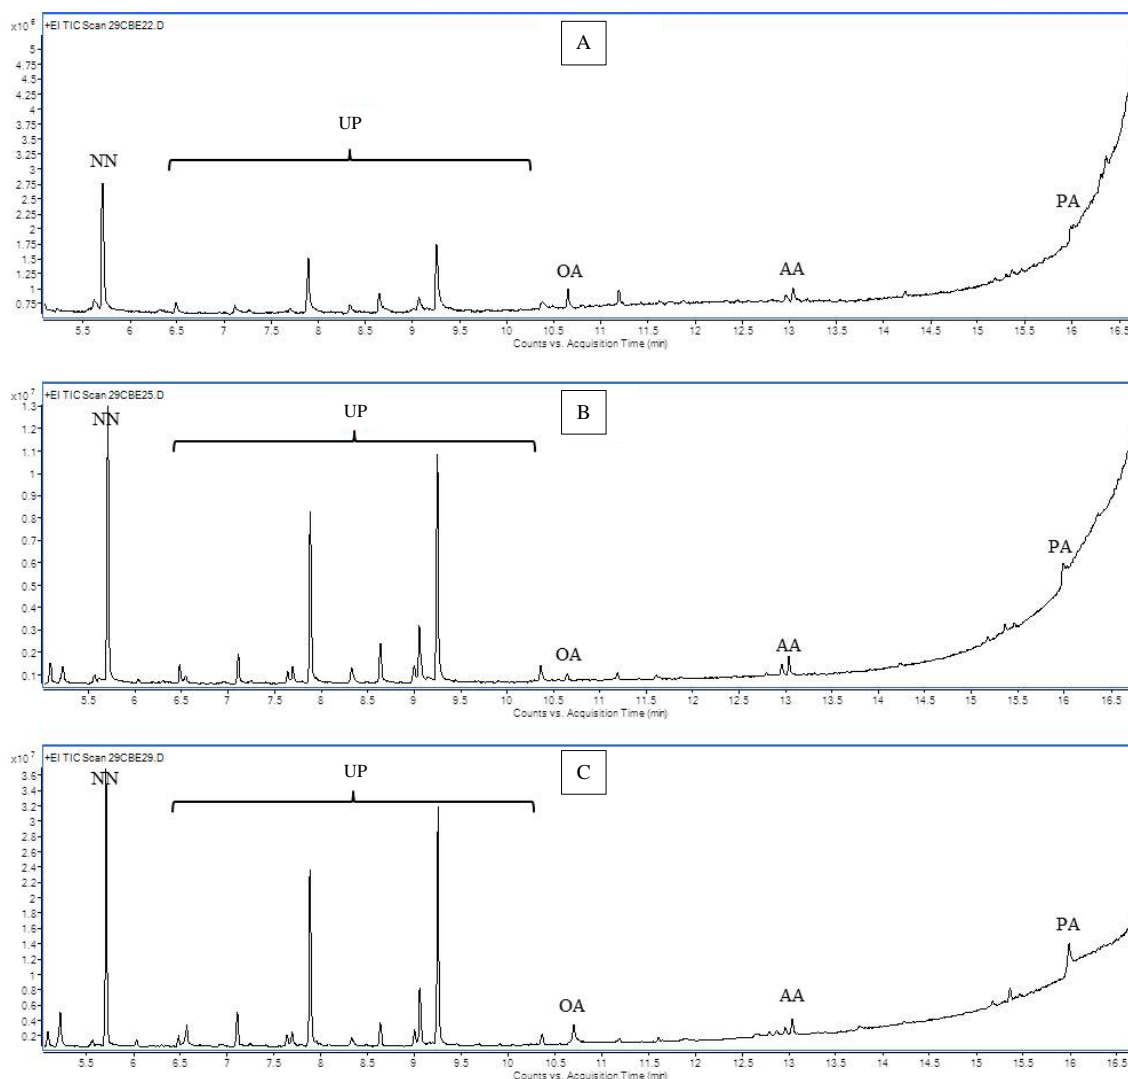 x10 6
+EI TIC Scan 29CBE22.D
A
5
4.75
4.5
4.25
4
3.75
3.5
3.25
3
2.75
2.5
2.25
2
1.75
1.5
1.25
1
0.75
UP
NN
OA
AA
PA
5.5 6 6.5 7 7.5 8 8.5 9 9.5 10 10.5 11 11.5 12 12.5 13 13.5 14 14.5 15 15.5 16 16.5
Counts vs. Acquisition Time (min)
x10 7
+EI TIC Scan 29CBE25.D
B
1.3
1.2
1.1
1
0.9
0.8
0.7
0.6
0.5
0.4
0.3
0.2
0.1
NN
UP
OA
AA
PA
5.5 6 6.5 7 7.5 8 8.5 9 9.5 10 10.5 11 11.5 12 12.5 13 13.5 14 14.5 15 15.5 16 16.5
Counts vs. Acquisition Time (min)
x10 7
+EI TIC Scan 29CBE29.D
C
3.6
3.4
3.2
3
2.8
2.6
2.4
2.2
2
1.8
1.6
1.4
1.2
1
0.8
0.6
0.4
0.2
NN
UP
OA
AA
PA
5.5 6 6.5 7 7.5 8 8.5 9 9.5 10 10.5 11 11.5 12 12.5 13 13.5 14 14.5 15 15.5 16 16.5
Counts vs. Acquisition Time (min)